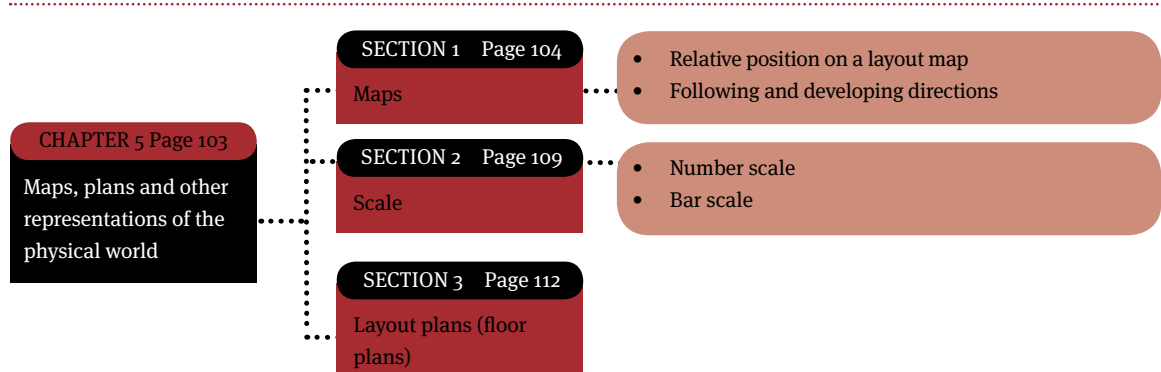 CHAPTER 5 Page 103
Maps, plans and other
representations of the
physical world
SECTION 1 Page 104
Maps
• Relative position on a layout map
• Following and developing directions
SECTION 2 Page 109
Scale
• Number scale
• Bar scale
SECTION 3 Page 112
Layout plans (floor
plans)